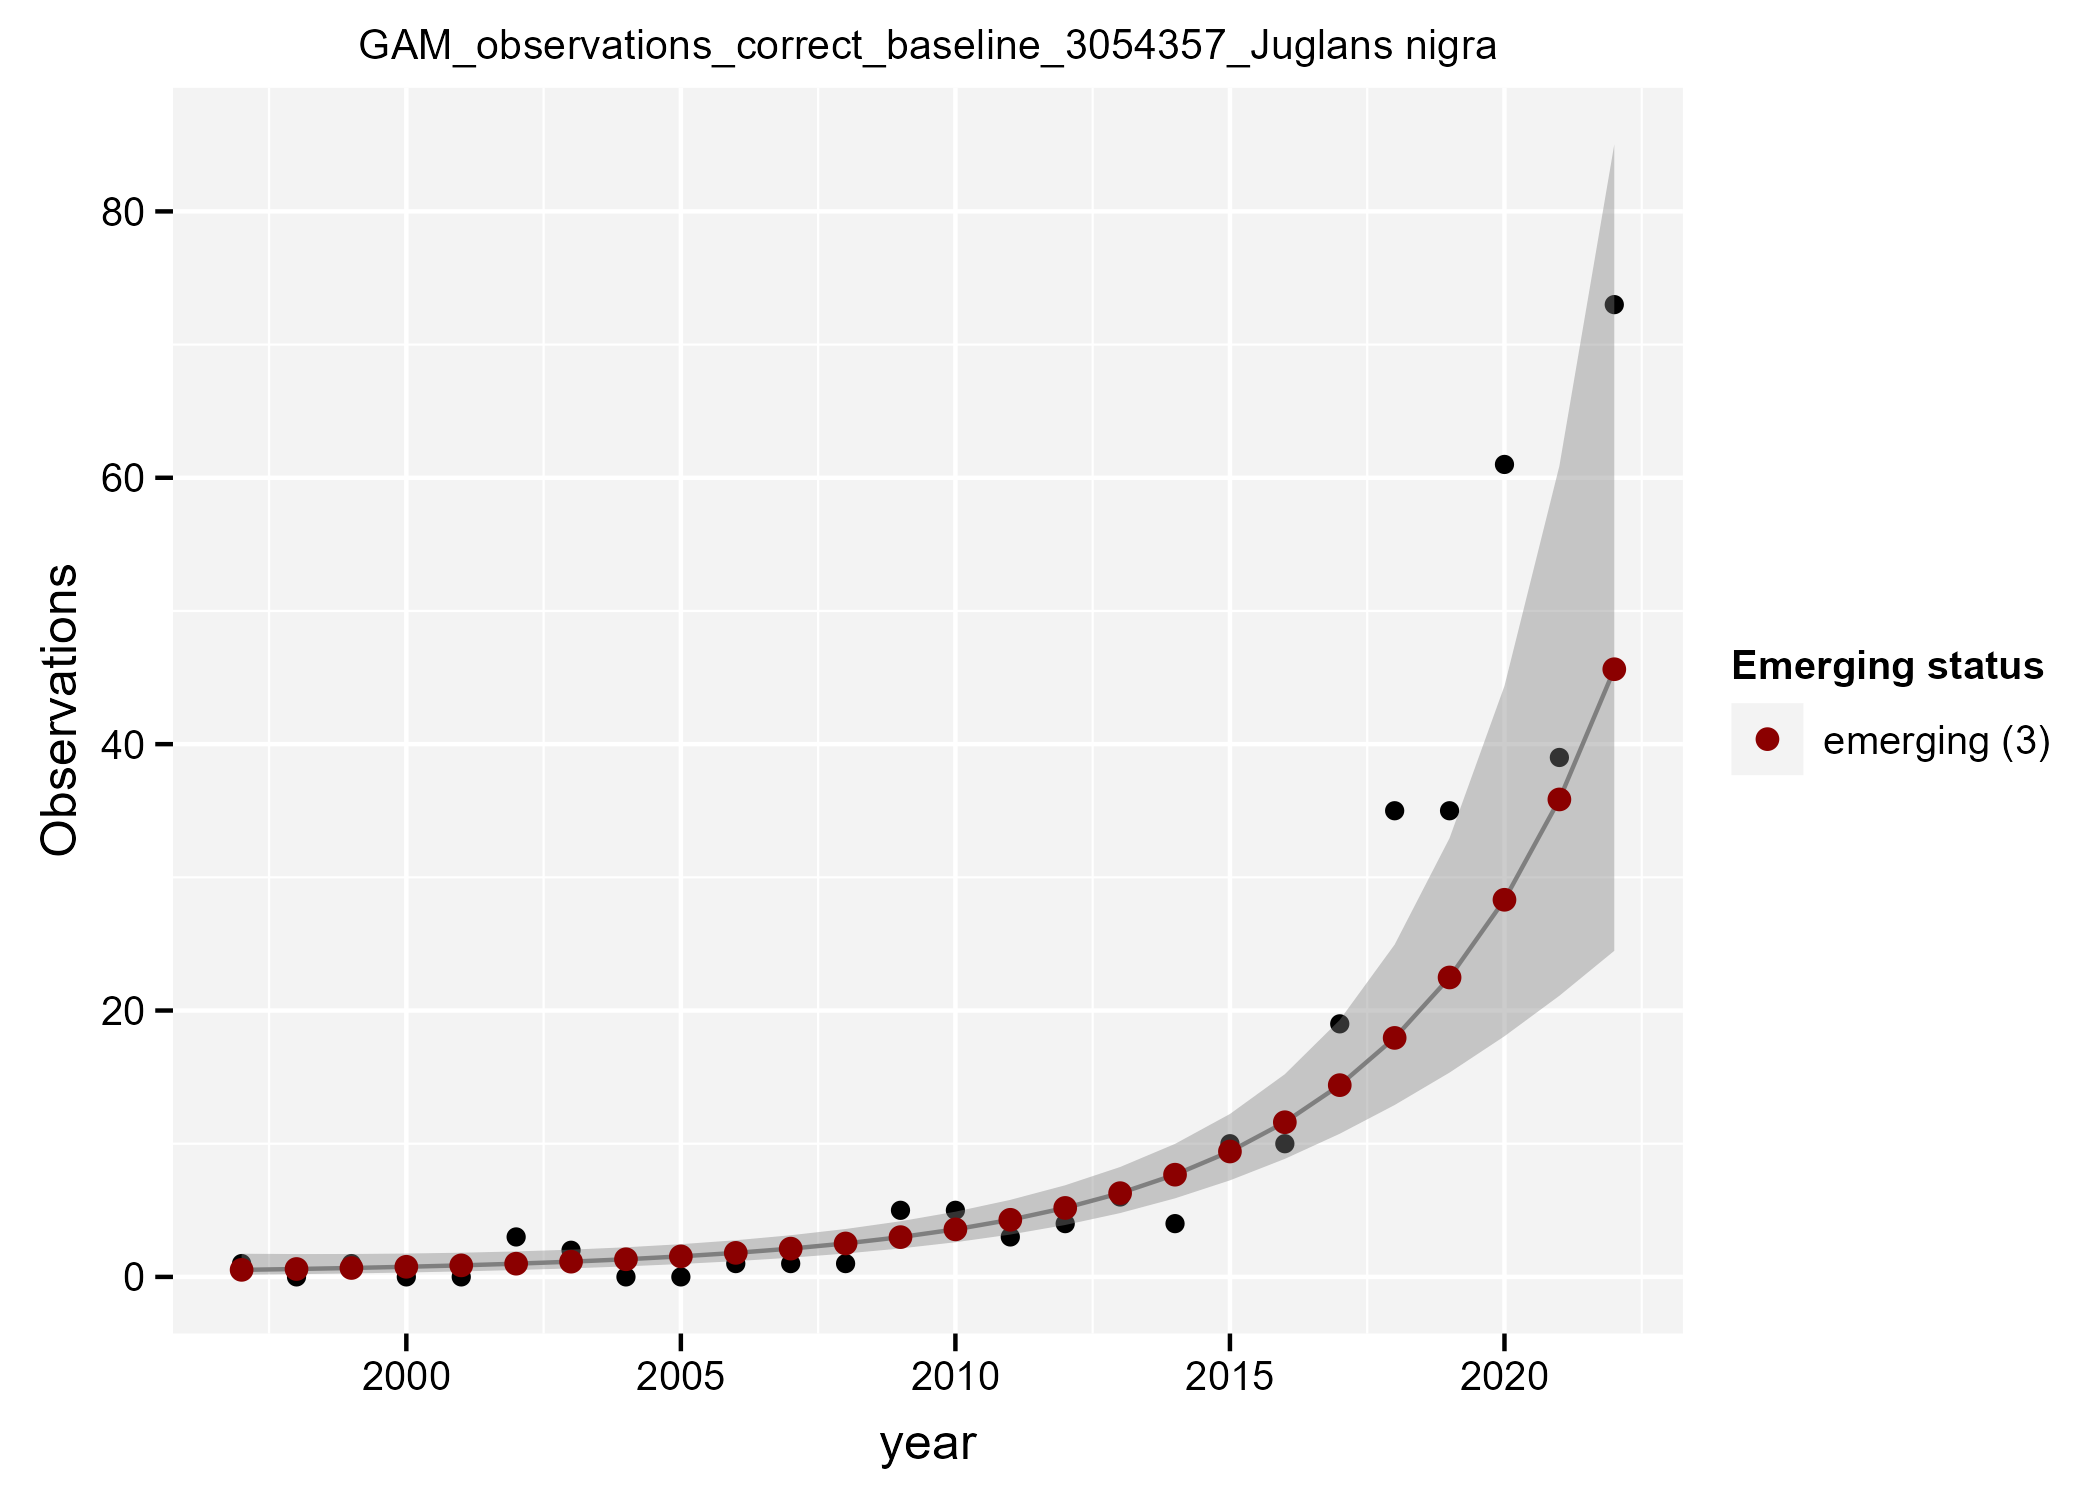 GAM_observations_correct_baseline_3054357_Juglans nigra
80
60
40
20
0
Observations
2000 2005 2010 2015 2020
year
Emerging status
emerging (3)